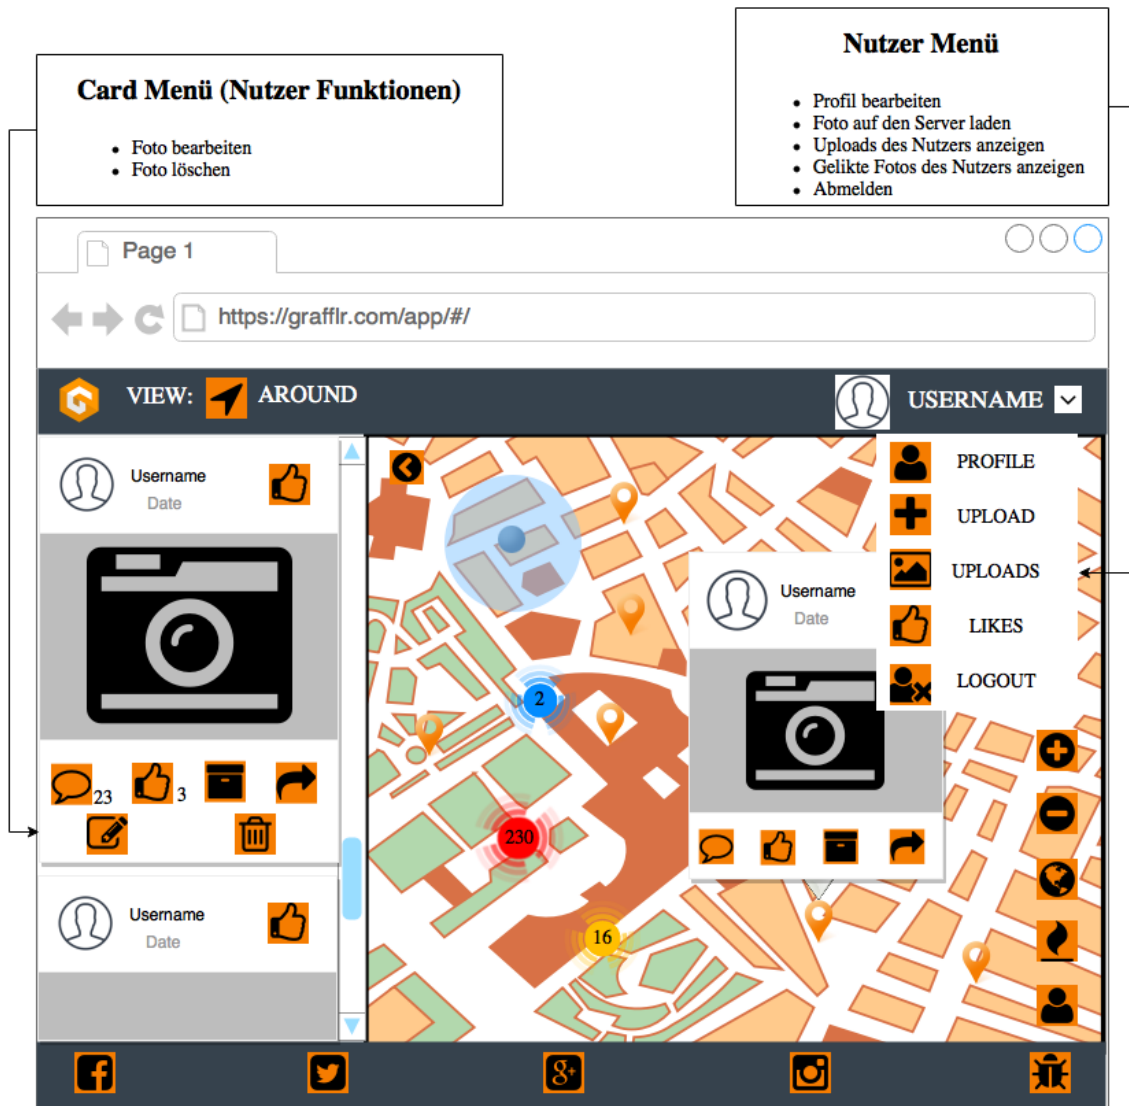 Nutzer Menü
• Profil bearbeiten
• Foto auf den Server laden
• Uploads des Nutzers anzeigen
• Gelikte Fotos des Nutzers anzeigen
• Abmelden
Card Menü (Nutzer Funktionen)
• Foto bearbeiten
• Foto löschen
Page 1
https://grafflr.com/app/#/
VIEW: AROUND
USERNAME
Username
Date
23
3
Username
Date
2
230
16
Username
Date
PROFILE
UPLOAD
UPLOADS
LIKES
LOGOUT